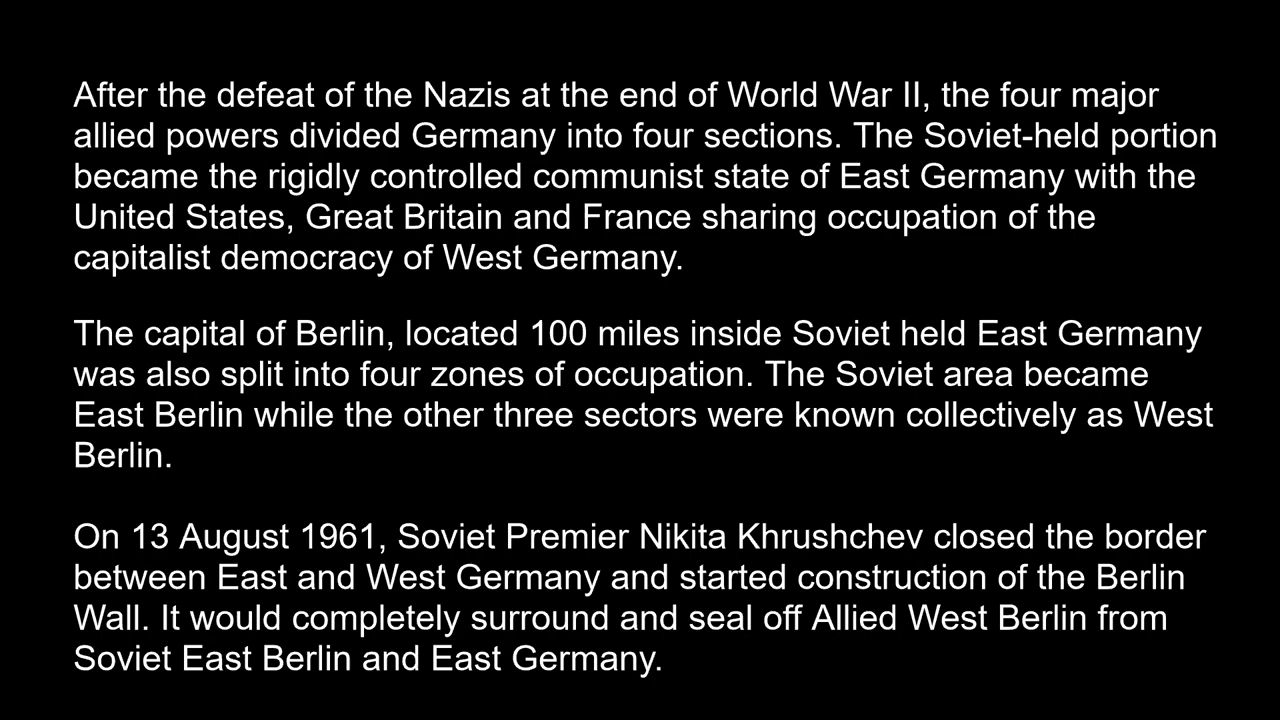 After the defeat of the Nazis at the end of World War II, the four major
allied powers divided Germany into four sections. The Soviet-held portion
became the rigidly controlled communist state of East Germany with the
United States, Great Britain and France sharing occupation of the
capitalist democracy of West Germany.
The capital of Berlin, located 100 miles inside Soviet held East Germany
was also split into four zones of occupation. The Soviet area became
East Berlin while the other three sectors were known collectively as West
Berlin.
On 13 August 1961, Soviet Premier Nikita Khrushchev closed the border
between East and West Germany and started construction of the Berlin
Wall. It would completely surround and seal off Allied West Berlin from
Soviet East Berlin and East Germany.